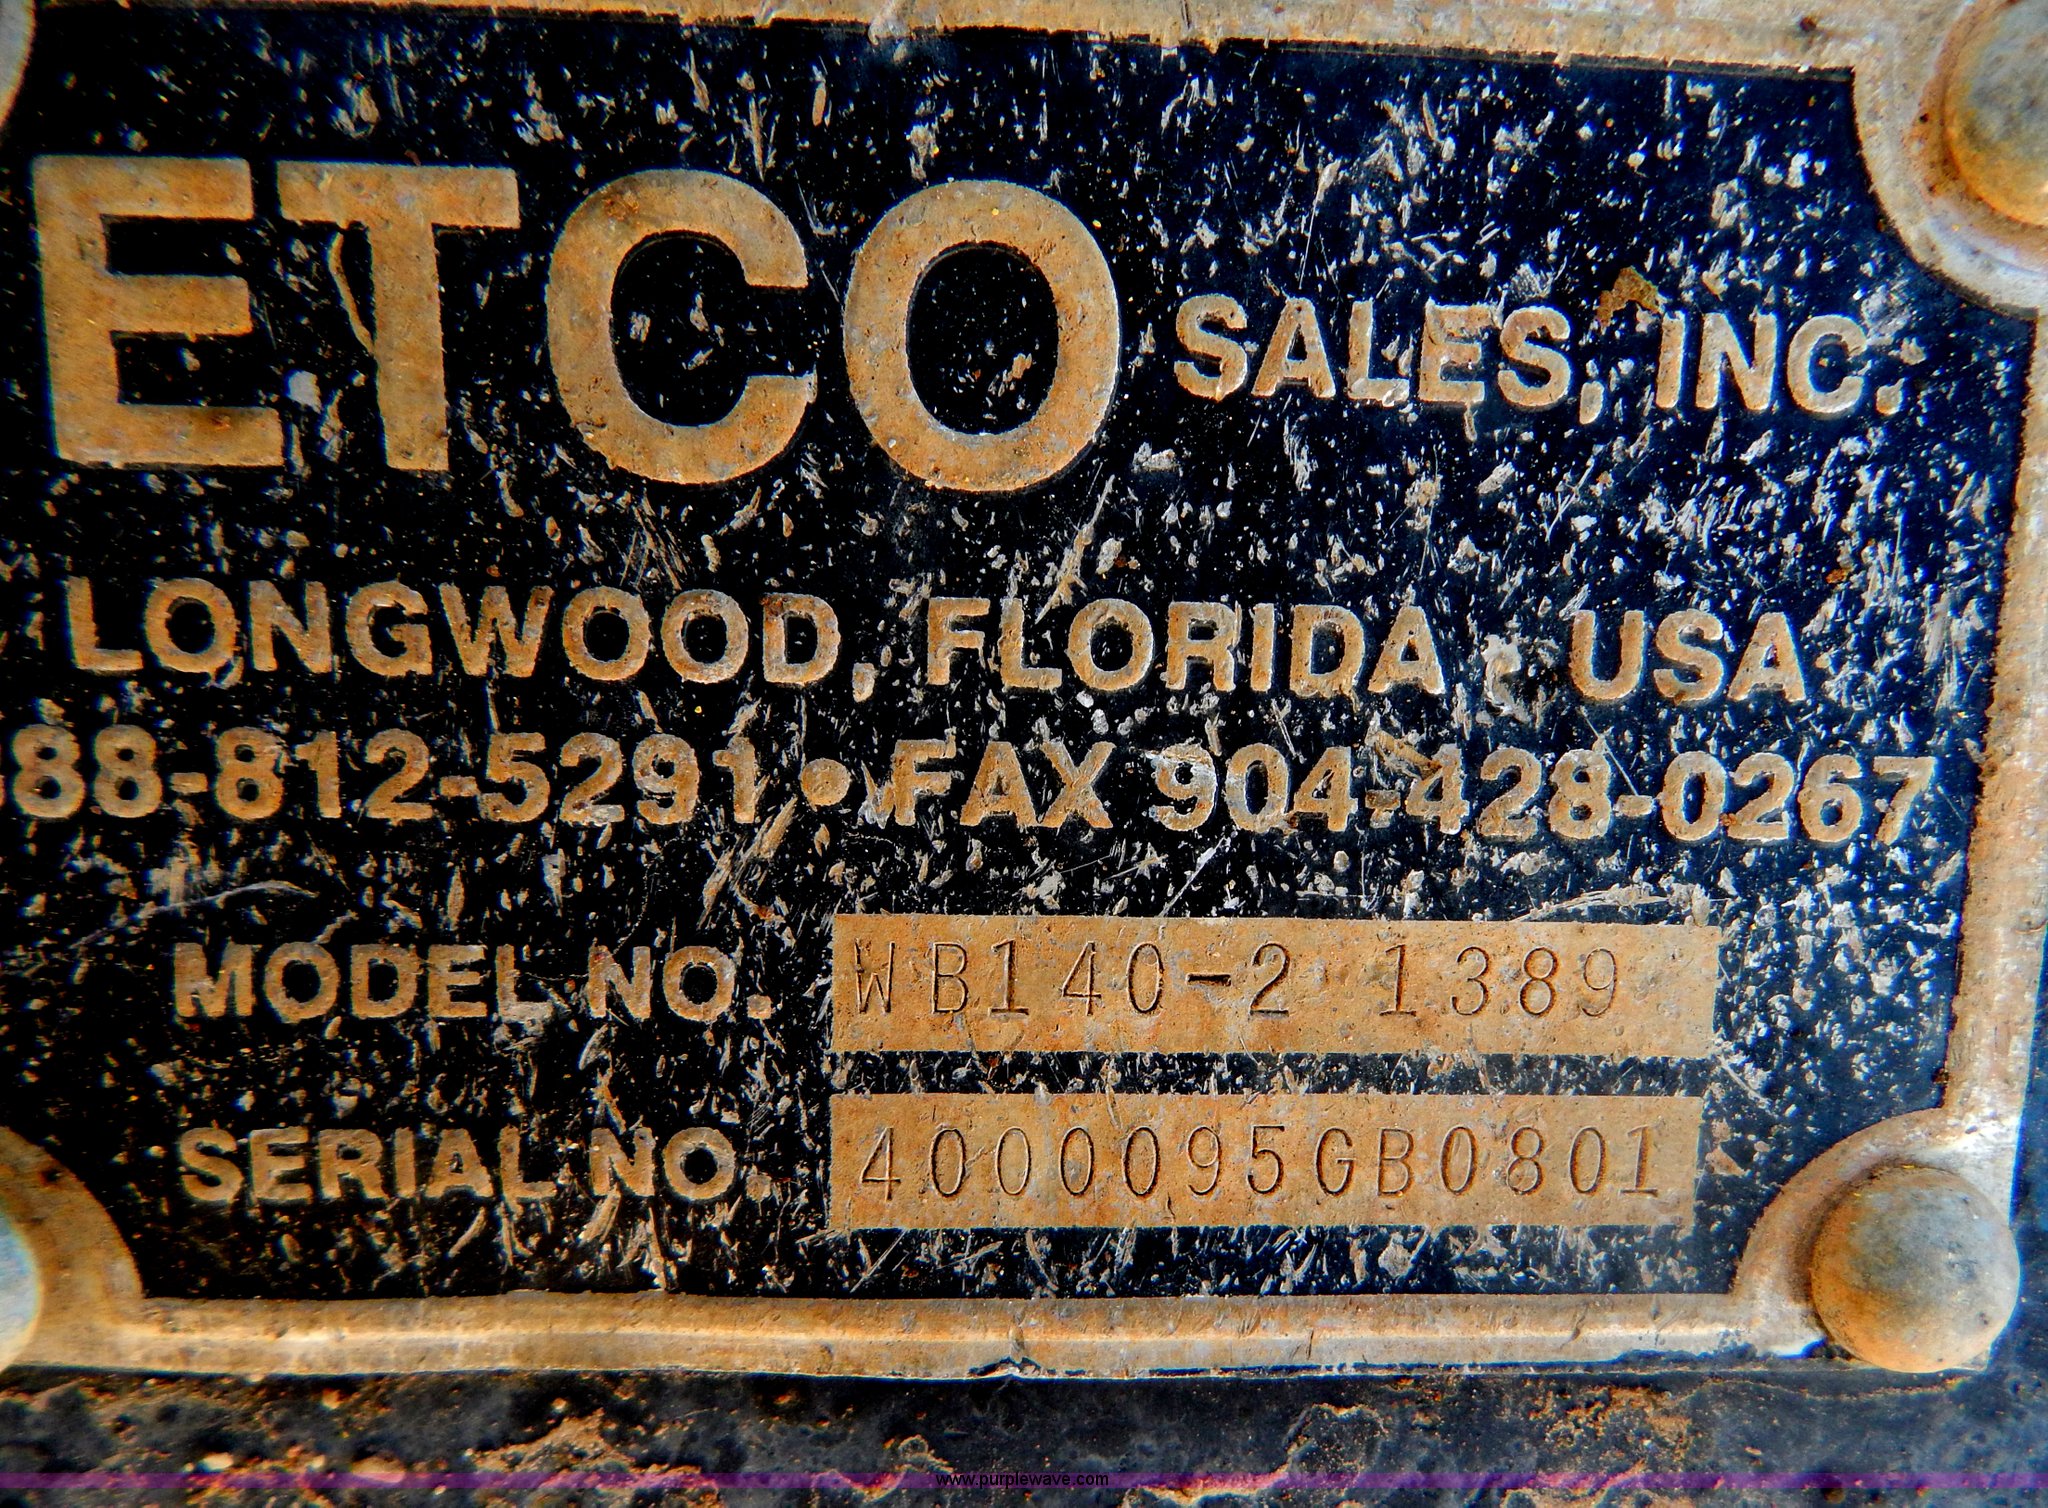 ETCO SALES, INC.
LONGWOOD, FLORIDA USA
88-812-5291 • FAX 904-428-0267
MODEL NO. WB140-2 1389
SERIAL NO. 4000095GB0801
www.purplewave.com